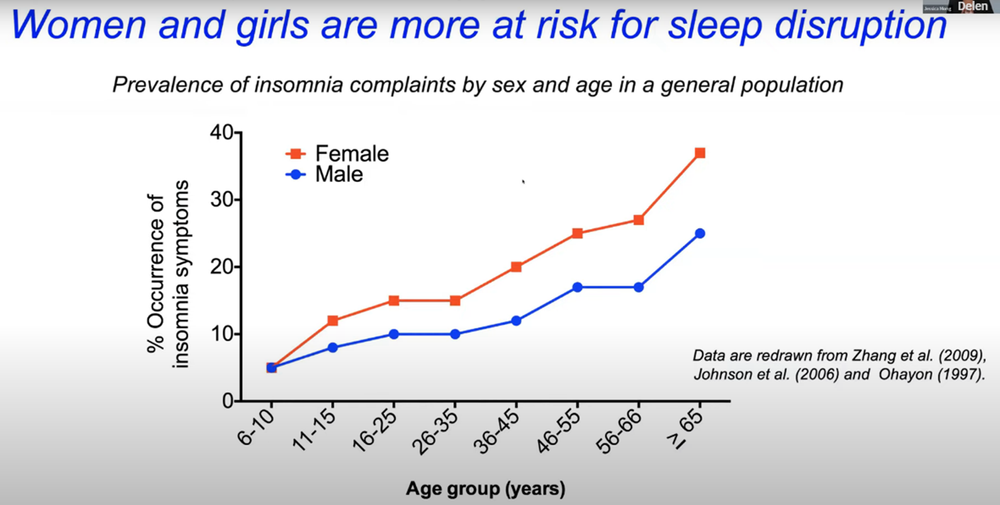 Jessica Mong
Delen
Women and girls are more at risk for sleep disruption
Prevalence of insomnia complaints by sex and age in a general population
% Occurrence of
insomnia symptoms
40
30
20
10
0
Female
Male
Data are redrawn from Zhang et al. (2009),
Johnson et al. (2006) and Ohayon (1997).
6-10
11-15
16-25
26-35
36-45
46-55
56-66
≥ 65
Age group (years)